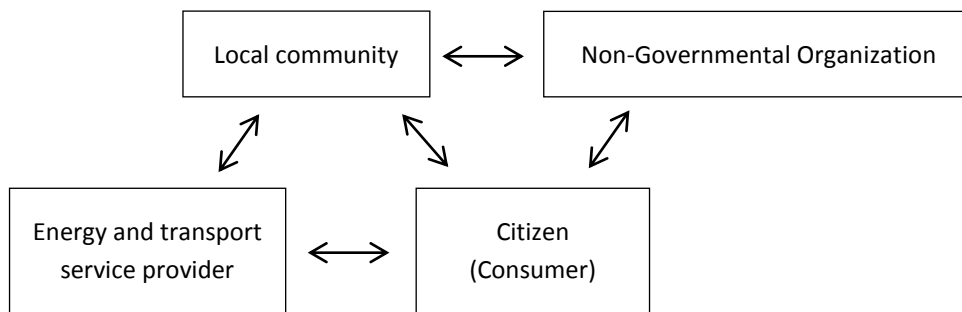 Local community
Non-Governmental Organization
Energy and transport
service provider
Citizen
(Consumer)